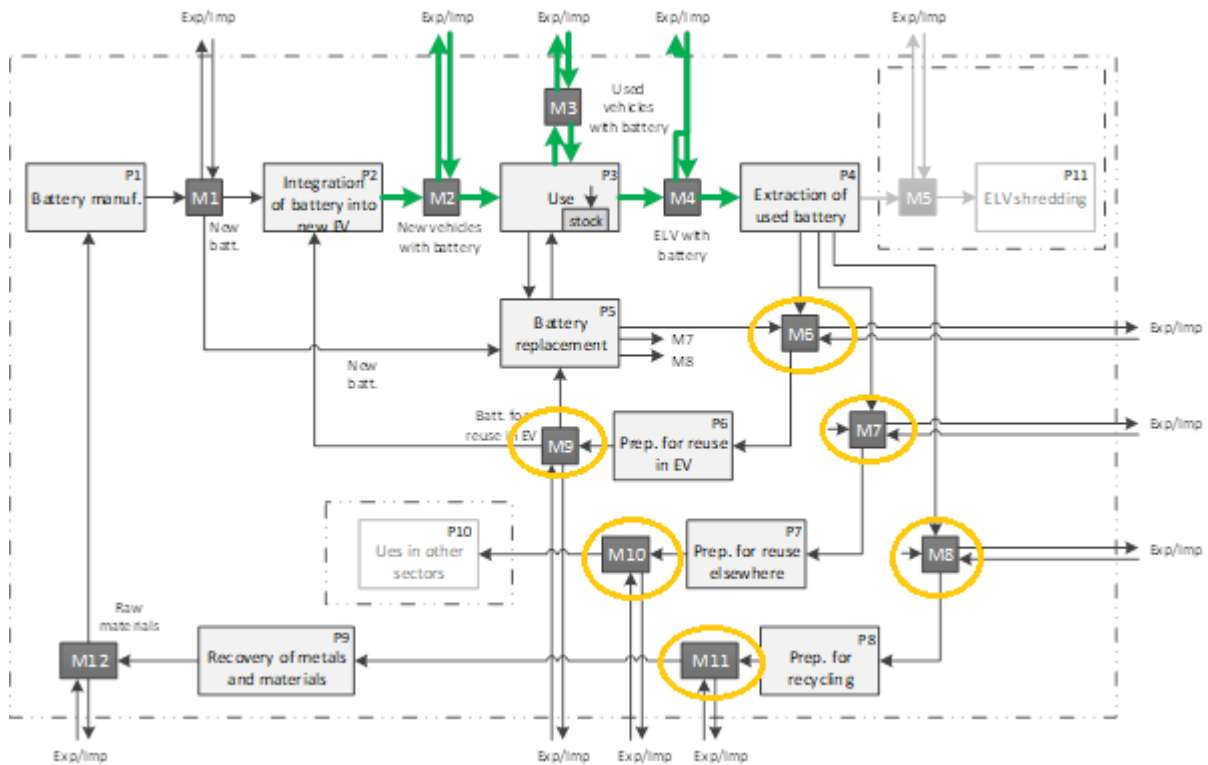 Exp/Imp
Exp/Imp
Exp/Imp
Exp/Imp
Exp/Imp
M3
Used
vehicles
with battery
P1
Battery manuf.
M1
P2
Integration
of battery into
new EV
M2
P3
Use
stock
M4
P4
Extraction of
used battery
M5
P11
ELV shredding
New
batt.
New vehicles
with battery
ELV with
battery
P5
Battery
replacement
M7
M8
M6
Exp/Imp
New
batt.
Batt. for
reuse in EV
M9
P6
Prep. for reuse
in EV
M7
Exp/Imp
P10
Ues in other
sectors
M10
P7
Prep. for reuse
elsewhere
M8
Exp/Imp
Raw
materials
M12
P9
Recovery of metals
and materials
M11
P8
Prep. for
recycling
Exp/Imp
Exp/Imp
Exp/Imp
Exp/Imp